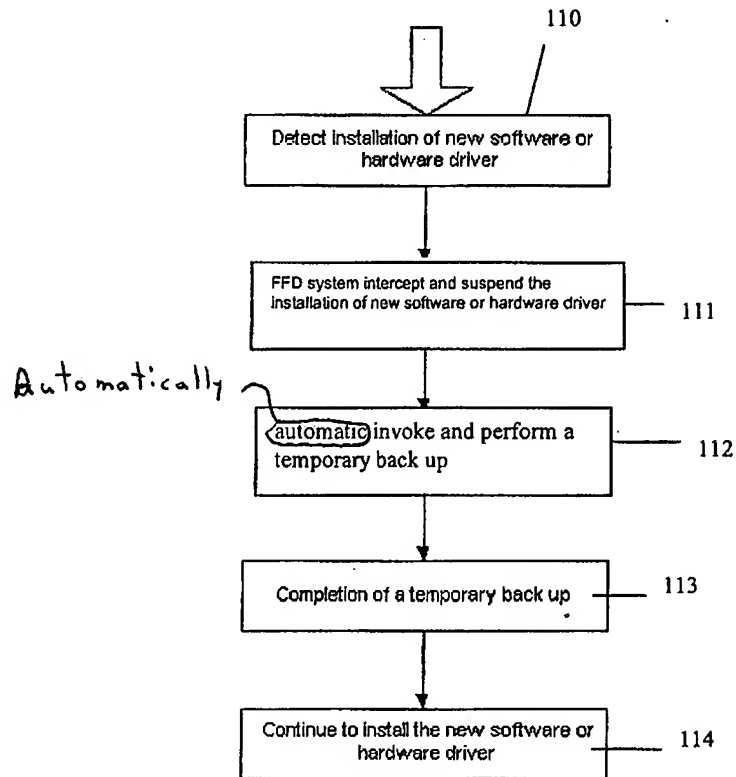 110
Detect installation of new software or
hardware driver
FFD system intercept and suspend the
installation of new software or hardware driver
111
Automatically
automatic invoke and perform a
temporary back up
112
Completion of a temporary back up
113
Continue to install the new software or
hardware driver
114